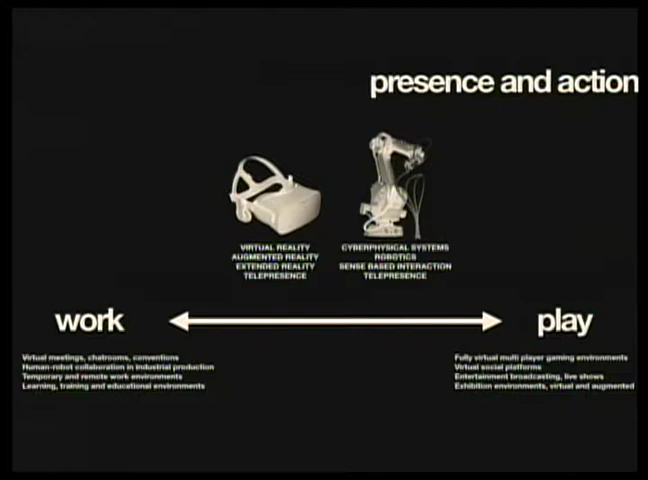 presence and action
VIRTUAL REALITY
AUGMENTED REALITY
EXTENDED REALITY
TELEPRESENCE
CYBERPHYSICAL SYSTEMS
ROBOTICS
SENSE BASED INTERACTION
TELEPRESENCE
work
play
Virtual meetings, chatrooms, conventions
Human-robot collaboration in industrial production
Temporary and remote work environments
Learning, training and educational environments
Fully virtual multi player gaming environments
Virtual social platforms
Entertainment broadcasting, live shows
Exhibition environments, virtual and augmented